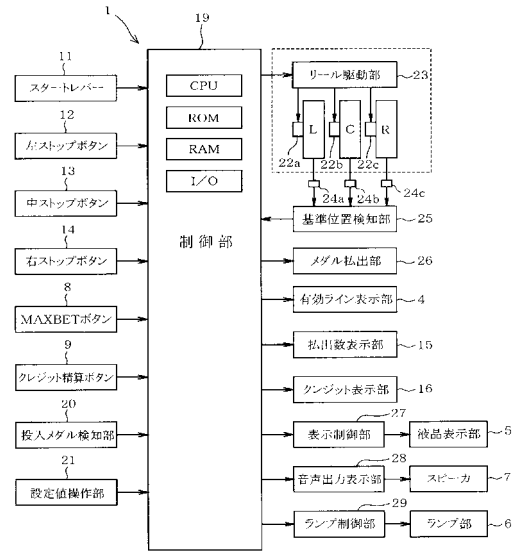 1
19
11
スタートレバー
12
左ストップボタン
13
中ストップボタン
14
右ストップボタン
8
MAXBETボタン
9
クレジット精算ボタン
20
投入メダル検知部
21
設定値操作部
CPU
ROM
RAM
I/O
制御部
リール駆動部
23
L
C
R
22a
22b
22c
24a
24b
24c
基準位置検知部
25
メダル払出部
26
有効ライン表示部
4
払出数表示部
15
クンジット表示部
16
27
表示制御部
液晶表示部
5
28
音声出力表示部
スピーカ
7
29
ランプ制御部
ランプ部
6